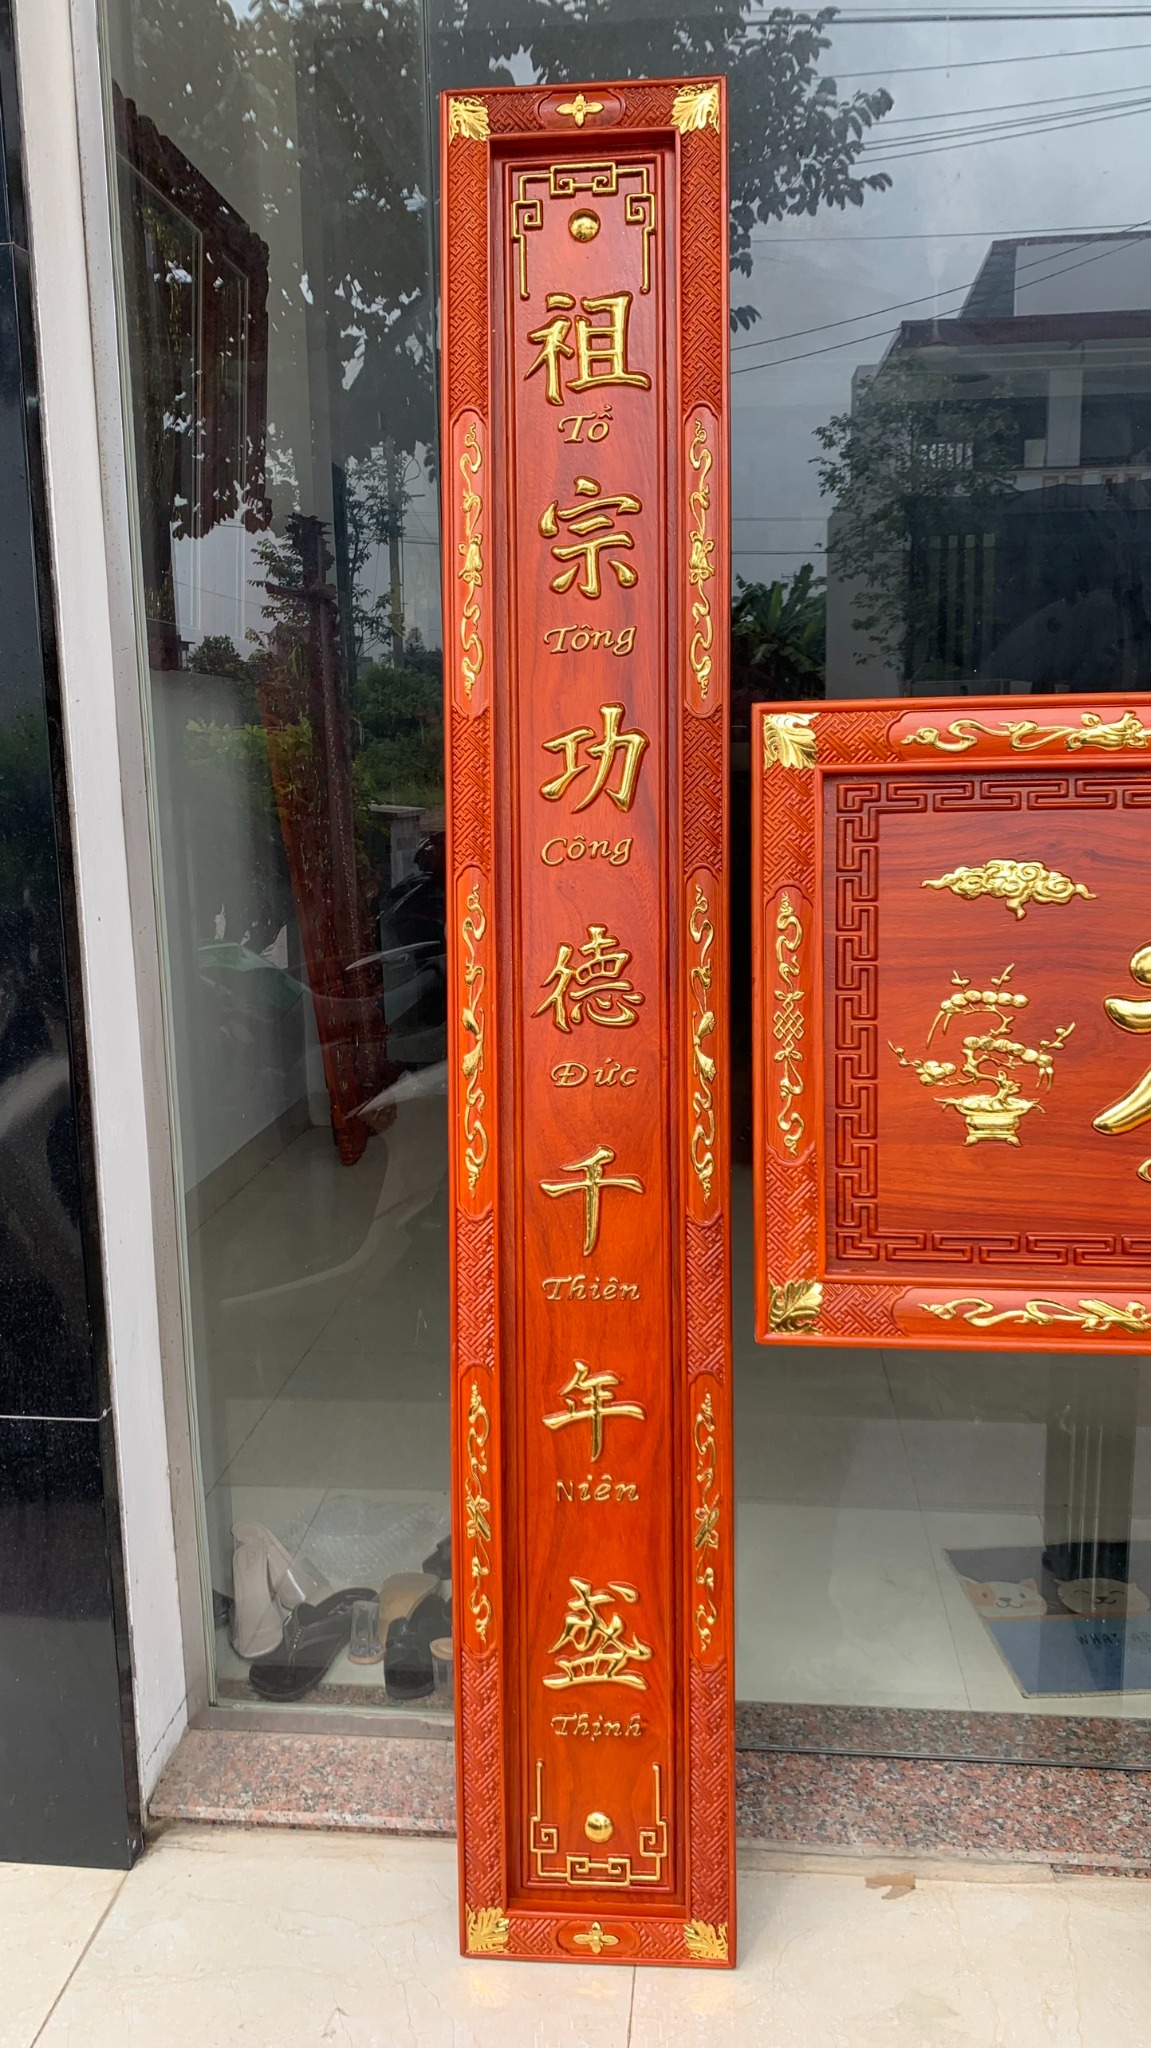 祖
Tổ
宗
Tông
功
Công
德
Đức
千
Thiên
年
Niên
盛
Thịnh